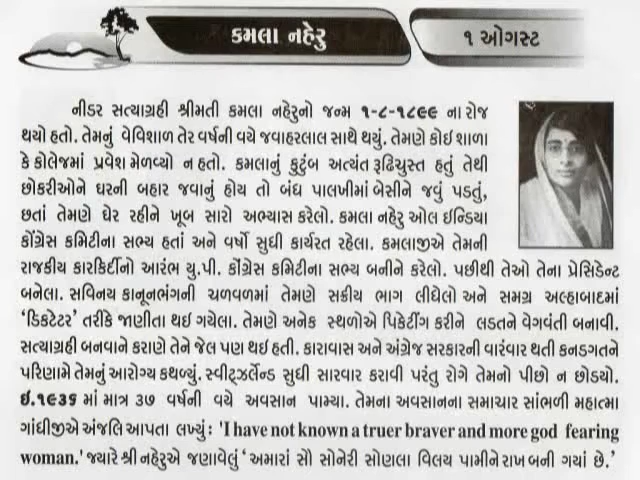 કમલા નહેરુ
૧ ઓગસ્ટ
નીડર સત્યાગ્રહી શ્રીમતી કમલા નહેરુનો જન્મ ૧-૮-૧૮૯૯ ના રોજ
થયો હતો. તેમનું વેવિશાળ તેર વર્ષની વયે જવાહરલાલ સાથે થયું. તેમણે કોઇ શાળા
કે કોલેજમાં પ્રવેશ મેળવ્યો ન હતો. કમલાનું કુટુંબ અત્યંત રૂઢિચુસ્ત હતું તેથી
છોકરીઓને ઘરની બહાર જવાનું હોય તો બંધ પાલખીમાં બેસીને જવું પડતું,
છતાં તેમણે ઘેર રહીને ખૂબ સારો અભ્યાસ કરેલો. કમલા નહેરુ ઓલ ઇન્ડિયા
કોંગ્રેસ કમિટીના સભ્ય હતાં અને વર્ષો સુધી કાર્યરત રહેલા. કમલાજીએ તેમની
રાજકીય કારકિર્દીનો આરંભ યુ.પી. કોંગ્રેસ કમિટીના સભ્ય બનીને કરેલો. પછીથી તેઓ તેના પ્રેસિડેન્ટ
બનેલા. સવિનય કાનૂનભંગની ચળવળમાં તેમણે સક્રીય ભાગ લીધેલો અને સમગ્ર અલ્હાબાદમાં
‘ડિકટેટર’ તરીકે જાણીતા થઇ ગયેલા. તેમણે અનેક સ્થળોએ પિકેટીંગ કરીને લડતને વેગવંતી બનાવી.
સત્યાગ્રહી બનવાને કરાણે તેને જેલ પણ થઇ હતી. કારાવાસ અને અંગ્રેજ સરકારની વારંવાર થતી કનડગતને
પરિણામે તેમનું આરોગ્ય કથળ્યું. સ્વીટ્ઝર્લેન્ડ સુધી સારવાર કરાવી પરંતુ રોગે તેમનો પીછો ન છોડયો.
ઇ.૧૯૩૬ માં માત્ર ૩૭ વર્ષની વયે અવસાન પામ્યા. તેમના અવસાનના સમાચાર સાંભળી મહાત્મા
ગાંધીજીએ અંજલિ આપતા લખ્યું: 'I have not known a truer braver and more god fearing
woman.' જ્યારે શ્રી નહેરુએ જણાવેલું ‘અમારાં સૌ સોનેરી સોણલા વિલય પામીને રાખ બની ગયાં છે.’